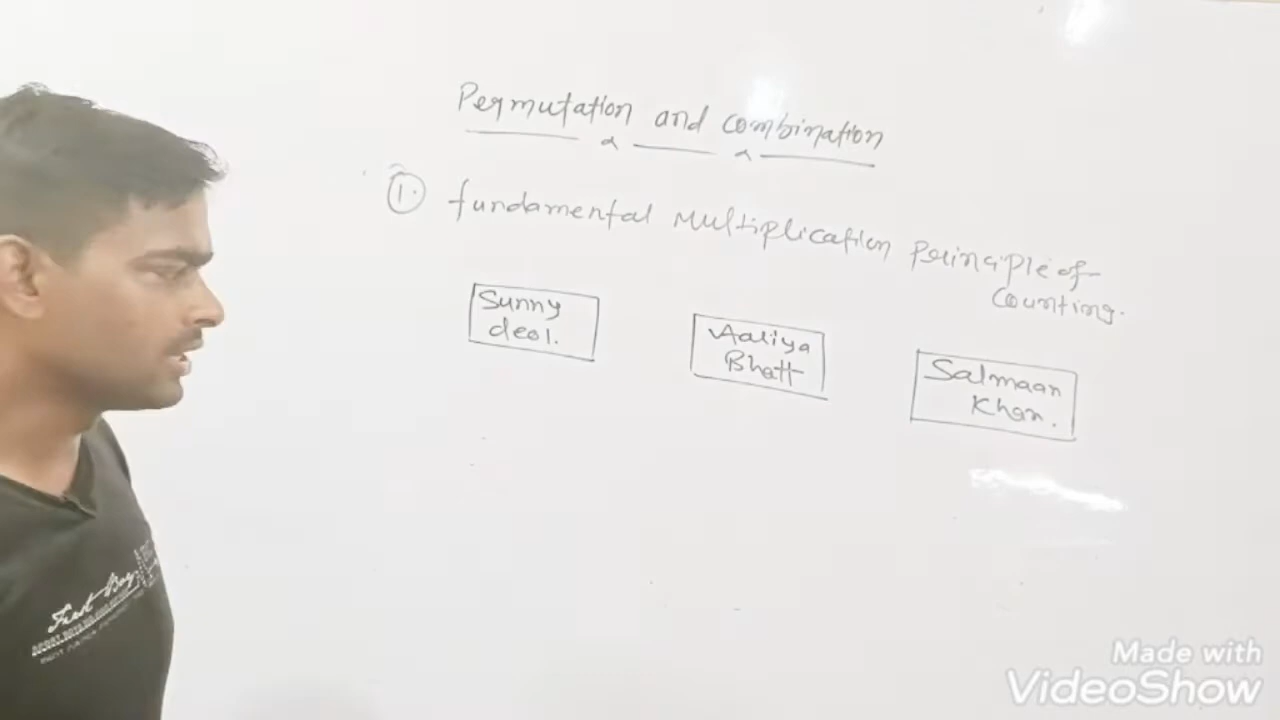 Permutation and combination
1. fundamental Multiplication Principle of
counting.
Sunny
deol.
Aaliya
Bhatt
Salmaan
Khan.
Made with
VideoShow